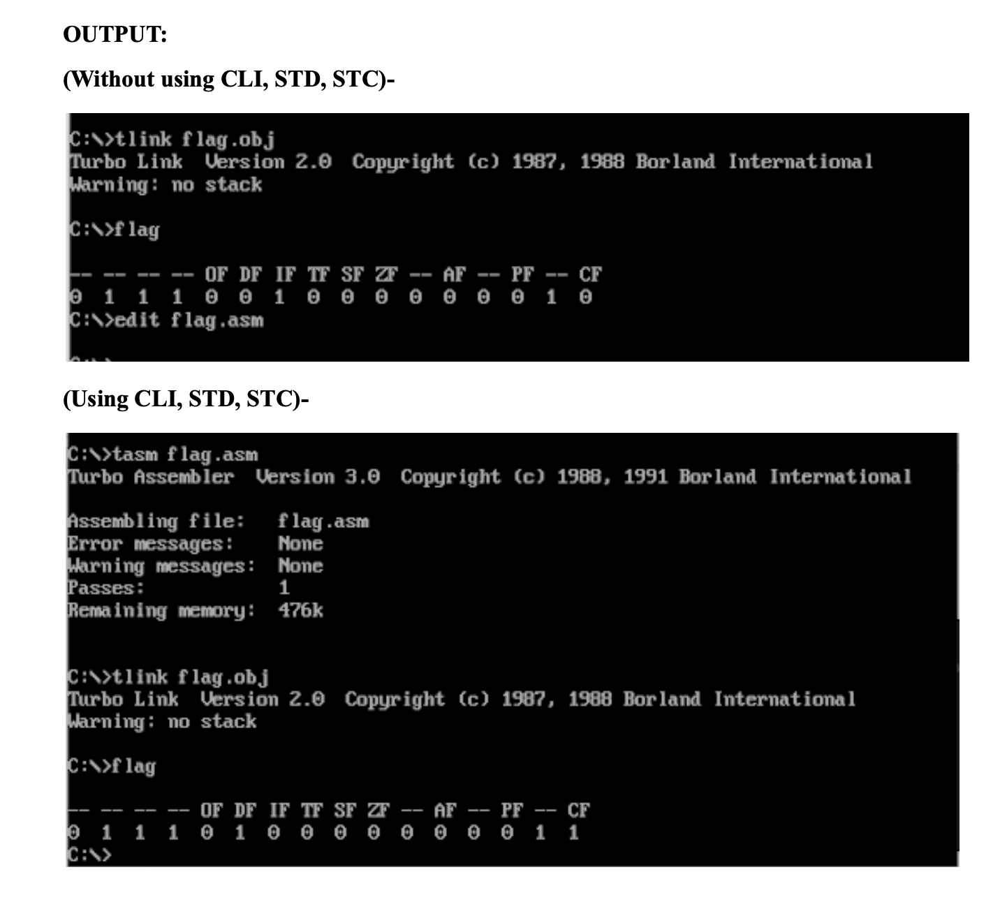 OUTPUT:
(Without using CLI, STD, STC)-
C:\>tlink flag.obj
Turbo Link  Version 2.0  Copyright (c) 1987, 1988 Borland International
Warning: no stack
C:\>flag
-- -- -- -- OF DF IF TF SF ZF -- AF -- PF -- CF
0  1  1  1  0  0  1  0  0  0  0  0  0  0  1  0
C:\>edit flag.asm
(Using CLI, STD, STC)-
C:\>tasm flag.asm
Turbo Assembler  Version 3.0  Copyright (c) 1988, 1991 Borland International
Assembling file:   flag.asm
Error messages:    None
Warning messages:  None
Passes:            1
Remaining memory:  476k
C:\>tlink flag.obj
Turbo Link  Version 2.0  Copyright (c) 1987, 1988 Borland International
Warning: no stack
C:\>flag
-- -- -- -- OF DF IF TF SF ZF -- AF -- PF -- CF
0  1  1  1  0  1  0  0  0  0  0  0  0  0  1  1
C:\>